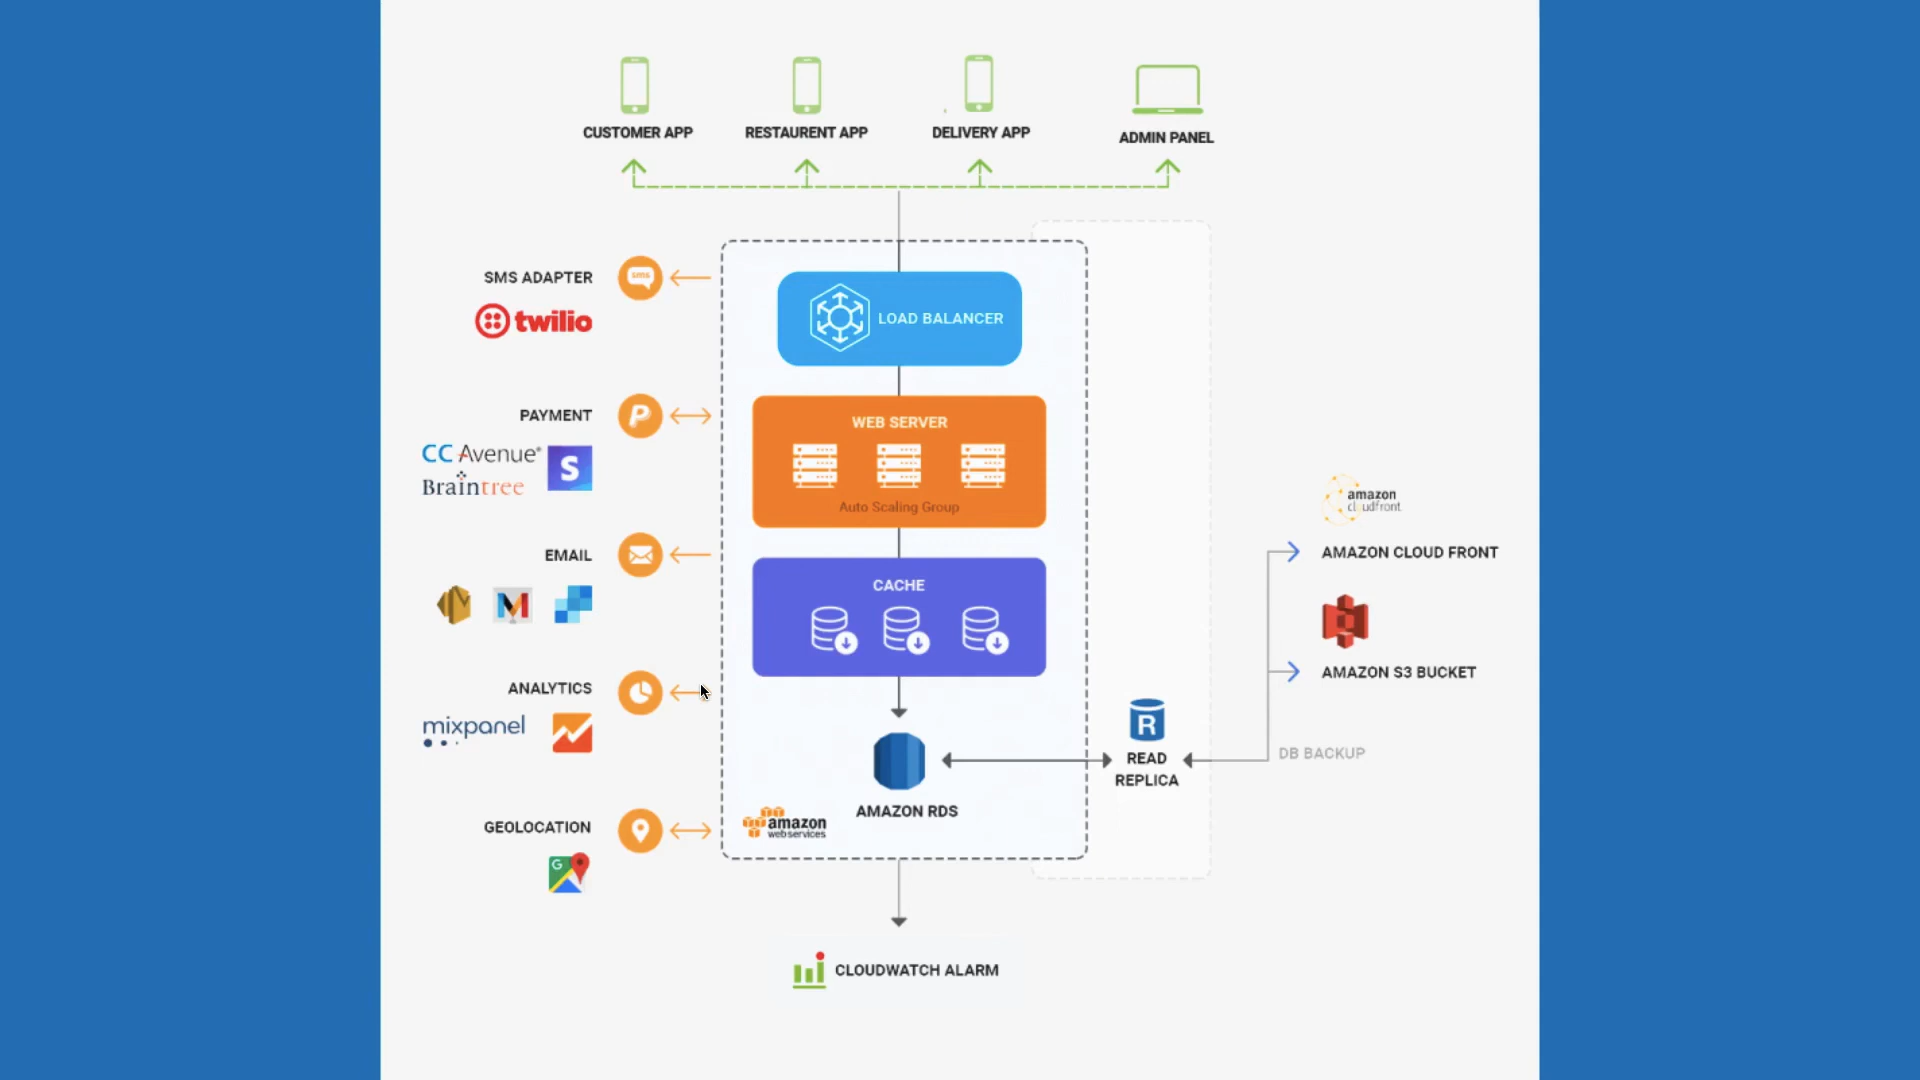 CUSTOMER APP
RESTAURENT APP
DELIVERY APP
ADMIN PANEL
SMS ADAPTER
sms
twilio
LOAD BALANCER
PAYMENT
P
CCAvenue
S
Braintree
WEB SERVER
Auto Scaling Group
EMAIL
M
CACHE
amazon
cloudfront
AMAZON CLOUD FRONT
AMAZON S3 BUCKET
ANALYTICS
mixpanel
R
READ
REPLICA
DB BACKUP
AMAZON RDS
amazon
webservices
GEOLOCATION
G
CLOUDWATCH ALARM